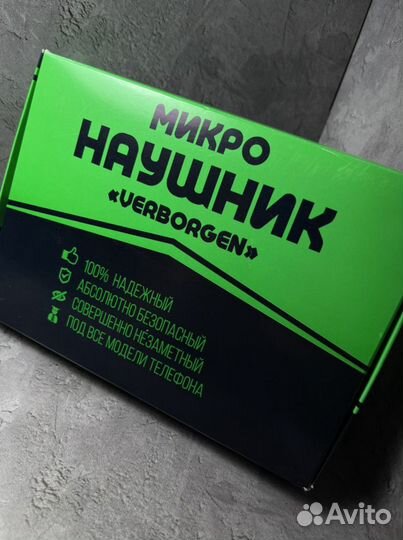 МИКРО
НАУШНИК
«VERBORGEN»
100% НАДЕЖНЫЙ
АБСОЛЮТНО БЕЗОПАСНЫЙ
СОВЕРШЕННО НЕЗАМЕТНЫЙ
ПОД ВСЕ МОДЕЛИ ТЕЛЕФОНА
Avito